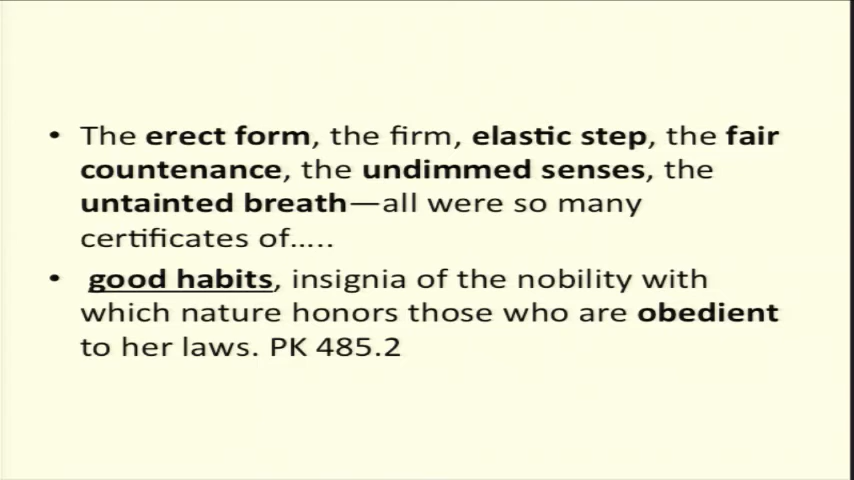 • The erect form, the firm, elastic step, the fair
countenance, the undimmed senses, the
untainted breath—all were so many
certificates of…..
• good habits, insignia of the nobility with
which nature honors those who are obedient
to her laws. PK 485.2